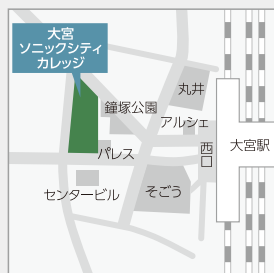 大宮
ソニックシティ
カレッジ
丸井
鐘塚公園
アルシェ
西口
大宮駅
パレス
センタービル
そごう